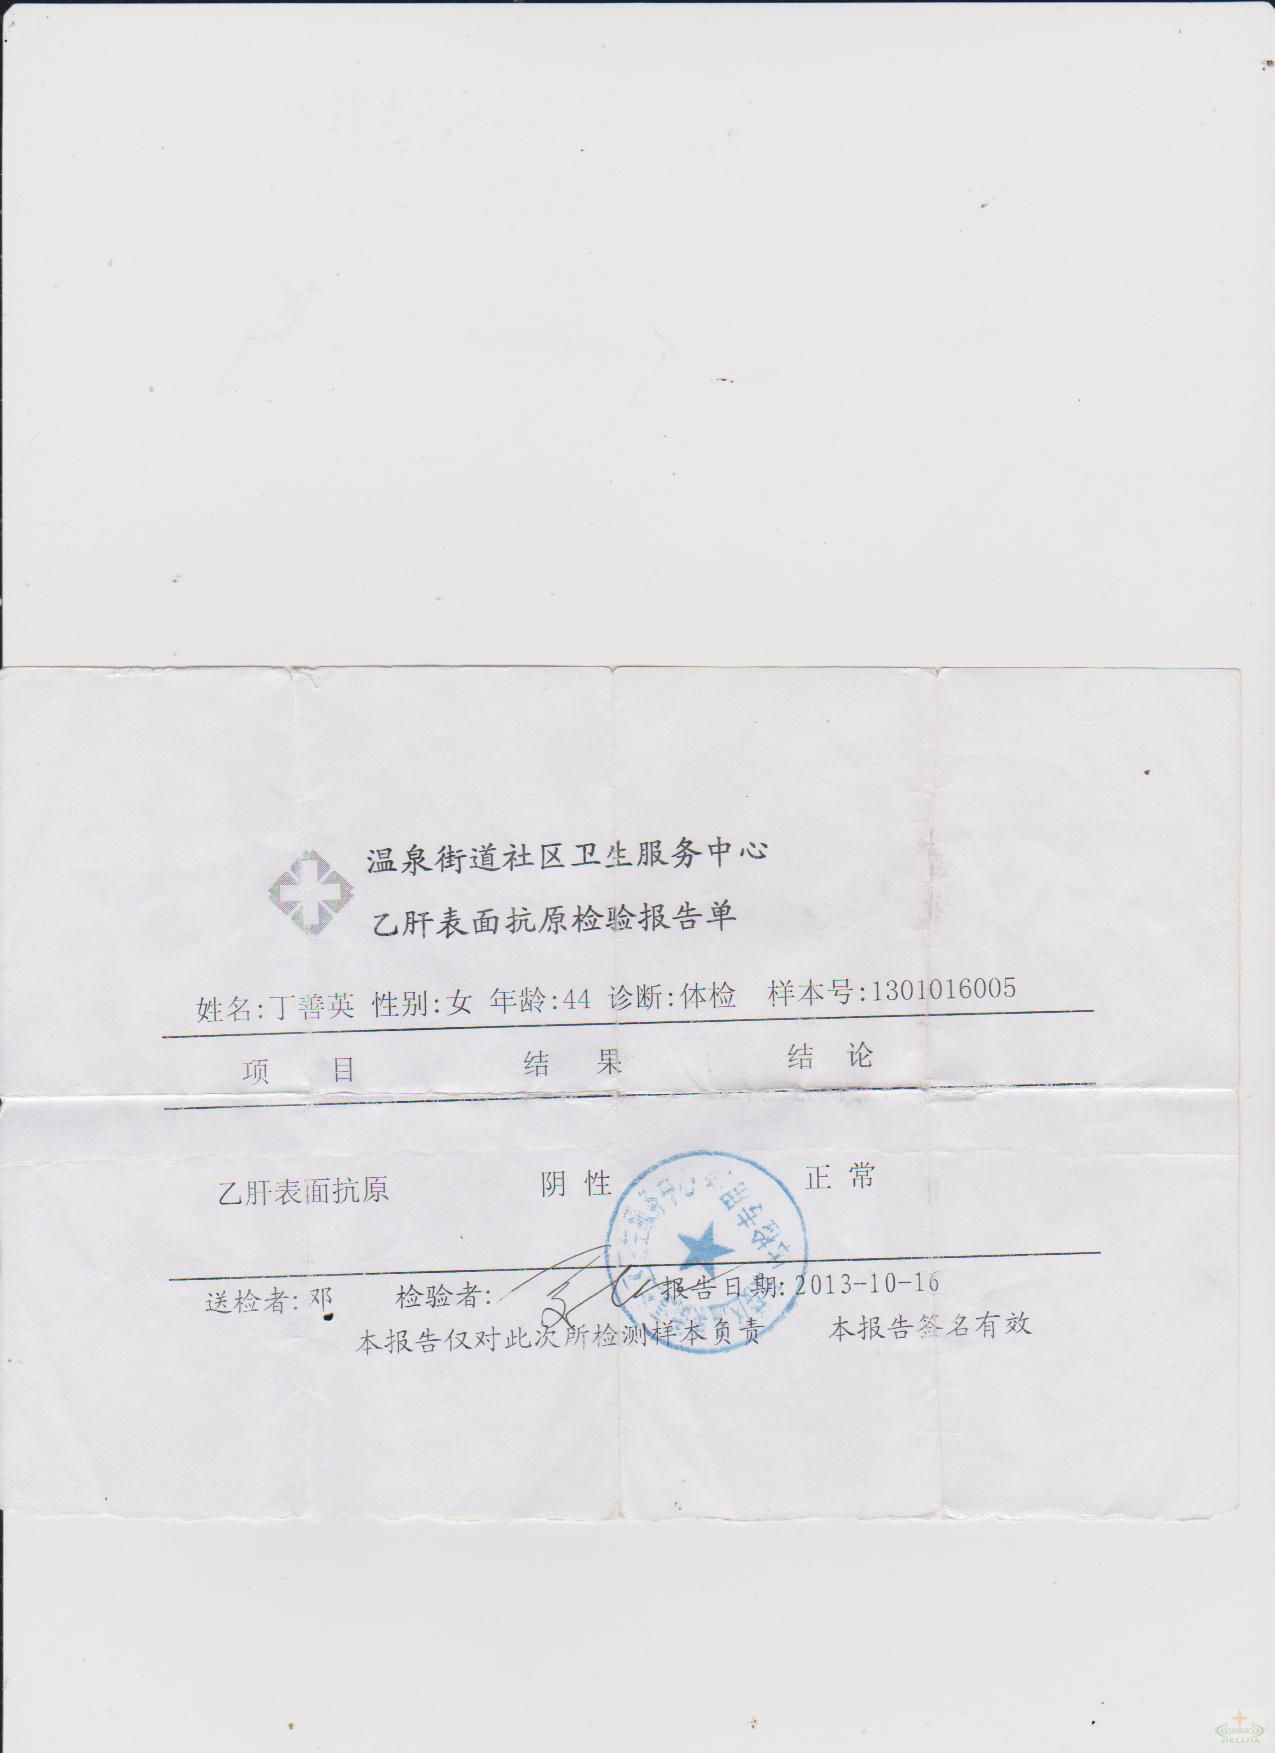 温泉街道社区卫生服务中心
乙肝表面抗原检验报告单
姓名:丁善英 性别:女 年龄:44 诊断:体检 样本号:1301016005
项 目 结 果 结 论
乙肝表面抗原 阴 性 正 常
送检者:邓 检验者: 报告日期:2013-10-16
本报告仅对此次所检测样本负责 本报告签名有效
JIELIJIA